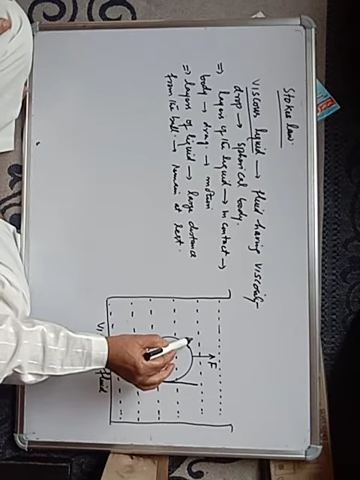 Stokes law:
Viscous liquid → fluid having viscosity
drop → spherical body.
⇒ layers of the liquid → in contact →
body → drag → motion
⇒ layers of liquid → large distance
from the ball → remain at rest.
F
fluid